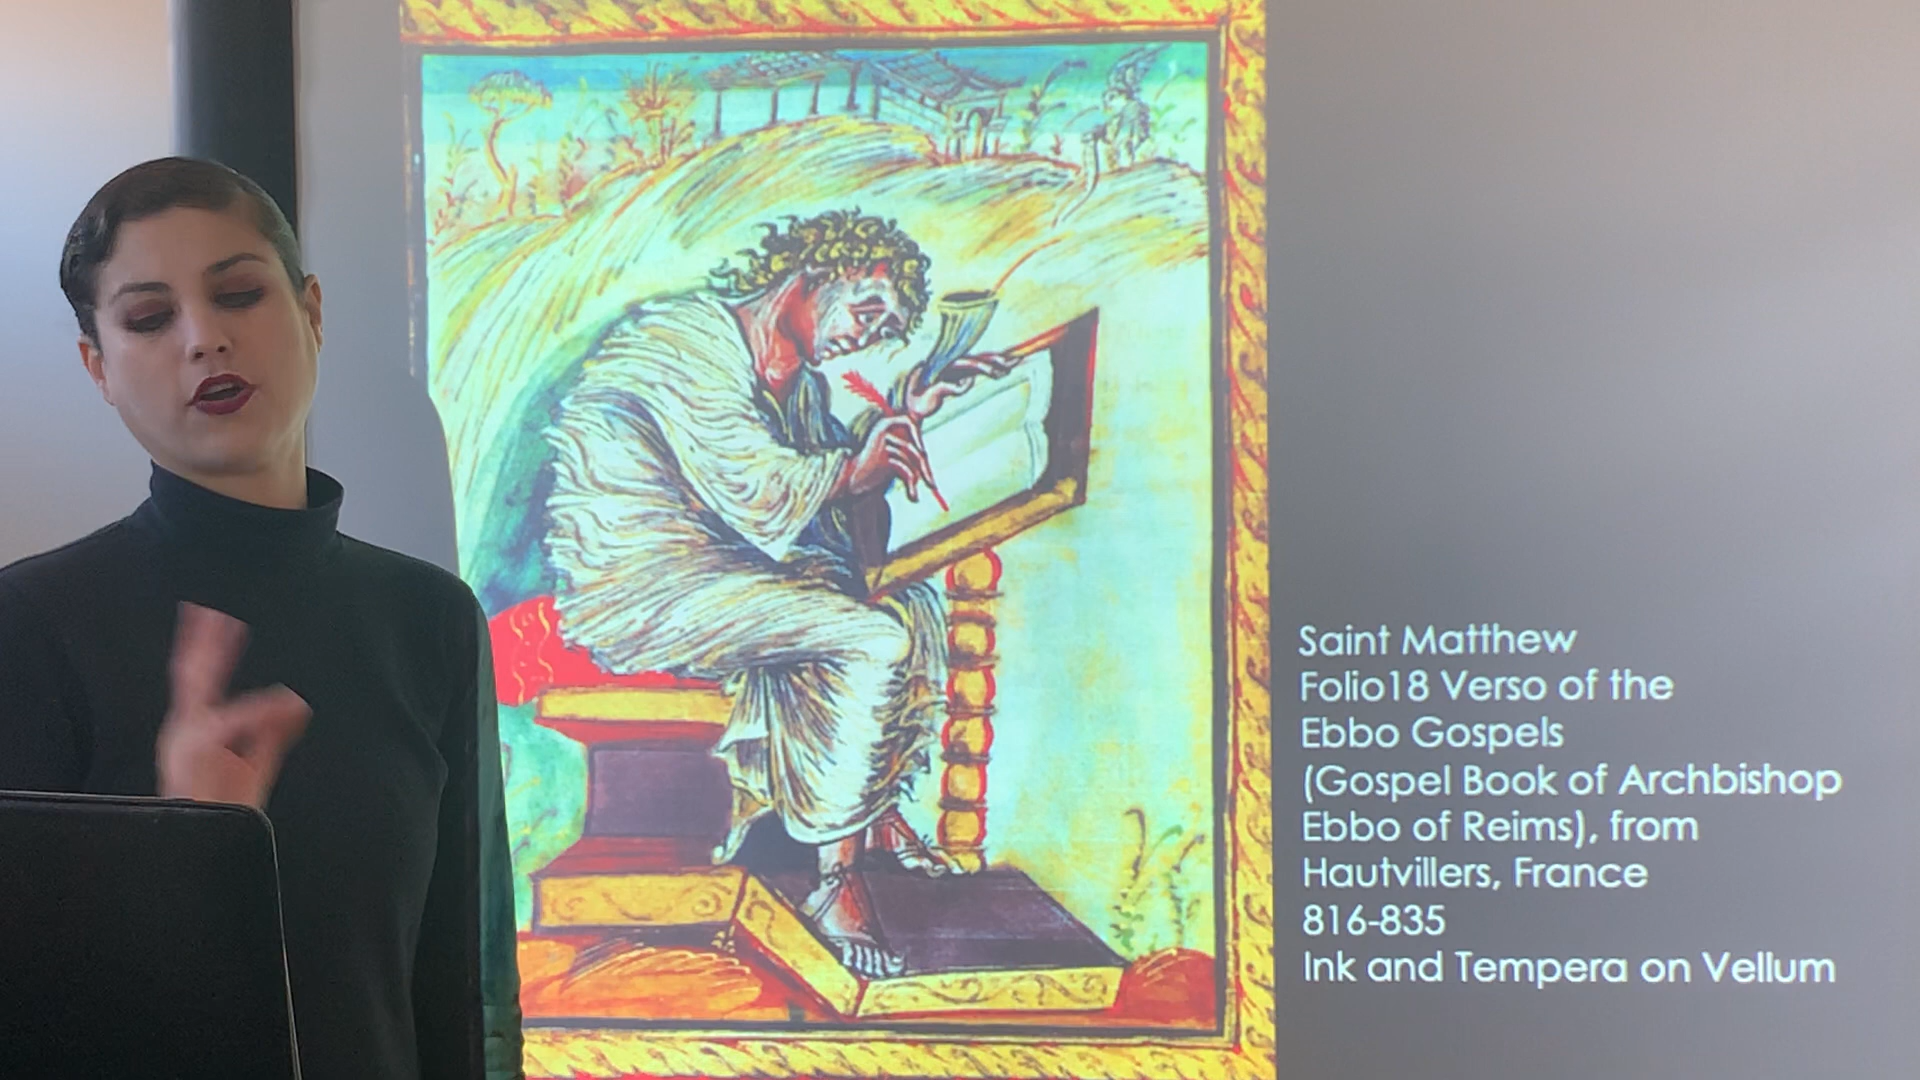 Saint Matthew
Folio18 Verso of the
Ebbo Gospels
(Gospel Book of Archbishop
Ebbo of Reims), from
Hautvillers, France
816-835
Ink and Tempera on Vellum